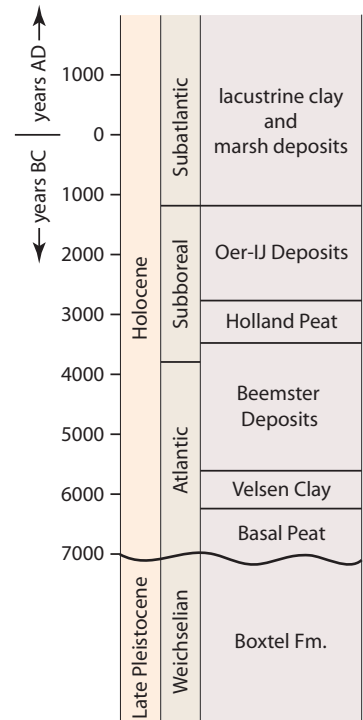 years AD
years BC
1000
0
1000
2000
3000
4000
5000
6000
7000
Holocene
Late Pleistocene
Subatlantic
Subboreal
Atlantic
Weichselian
lacustrine clay
and
marsh deposits
Oer-IJ Deposits
Holland Peat
Beemster
Deposits
Velsen Clay
Basal Peat
Boxtel Fm.